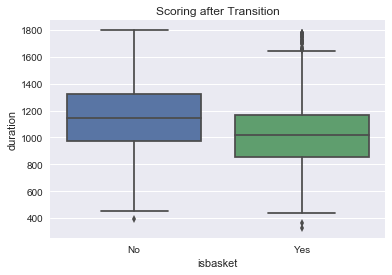 Scoring after Transition
1800
1600
1400
1200
1000
800
600
400
duration
No
Yes
isbasket